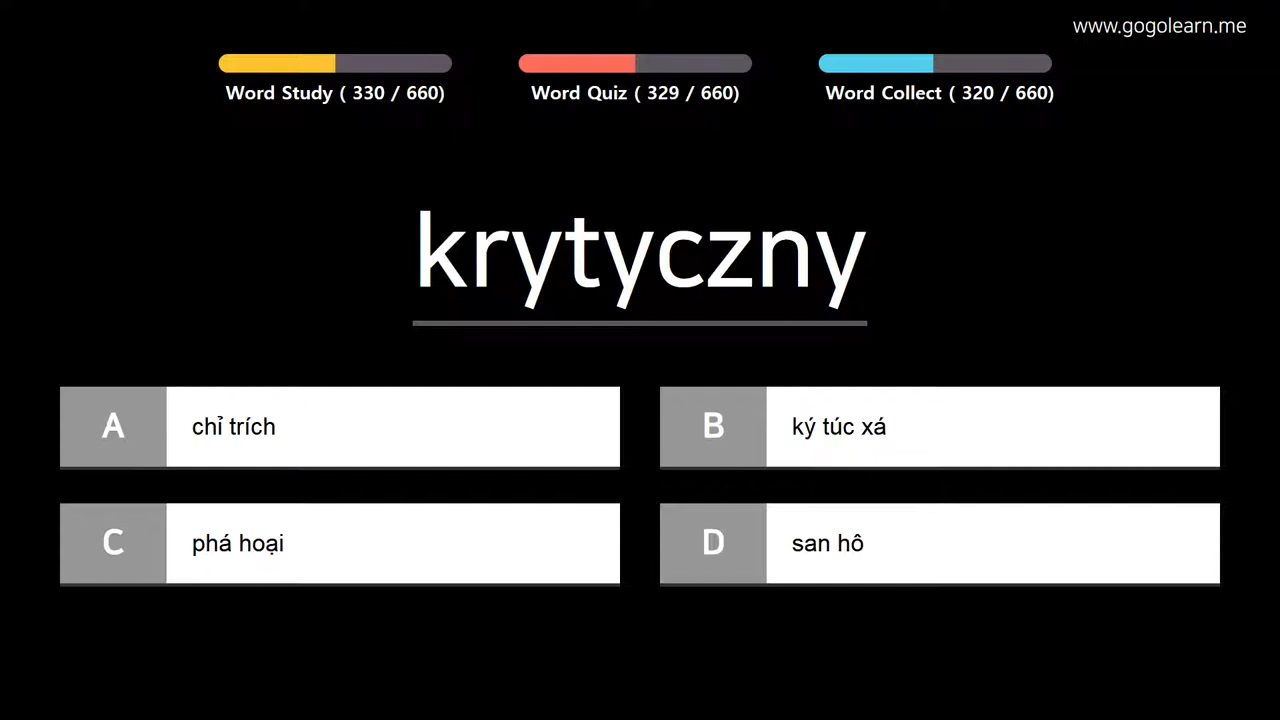 www.gogolearn.me
Word Study ( 330 / 660)
Word Quiz ( 329 / 660)
Word Collect ( 320 / 660)
krytyczny
A chỉ trích
B ký túc xá
C phá hoại
D san hô